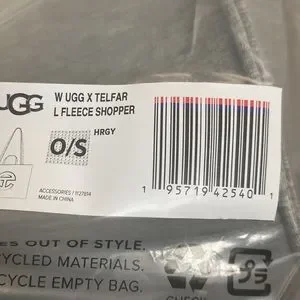 UGG
W UGG X TELFAR
L FLEECE SHOPPER
O/S
HRGY
ACCESSORIES / 1127814
MADE IN CHINA
1 95719 42540 1
ES OUT OF STYLE.
CYCLED MATERIALS.
CYCLE EMPTY BAG.